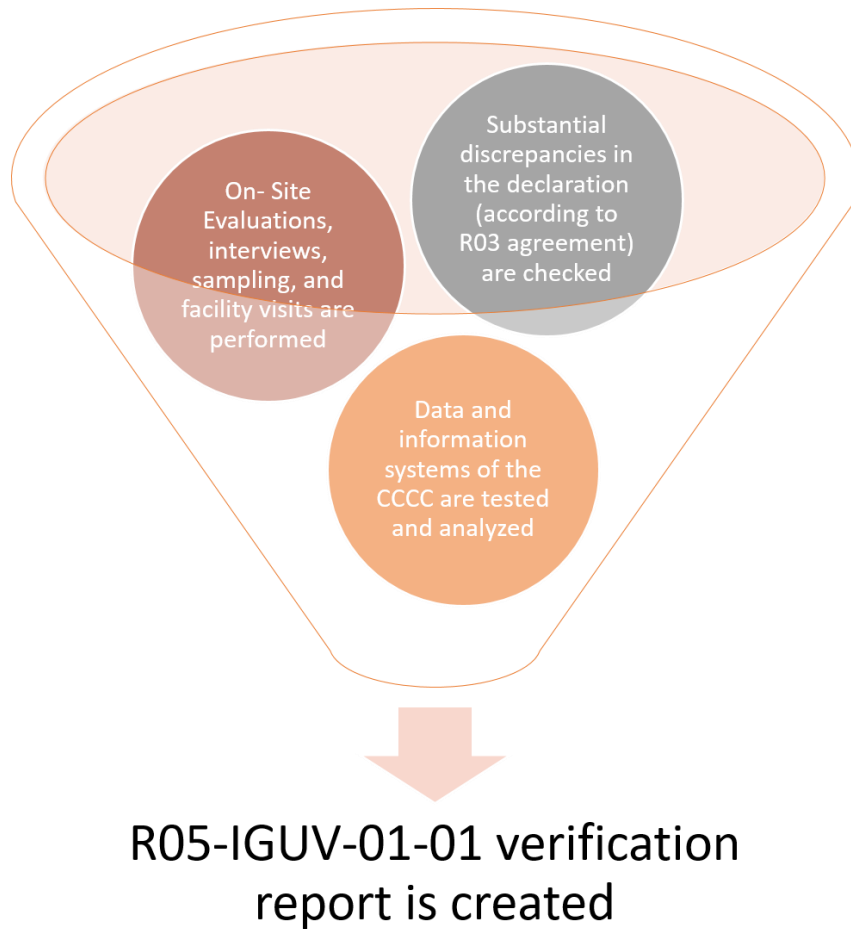 On- Site
Evaluations,
interviews,
sampling, and
facility visits are
performed
Substantial
discrepancies in
the declaration
(according to
R03 agreement)
are checked
Data and
information
systems of the
CCCC are tested
and analyzed
R05-IGUV-01-01 verification
report is created